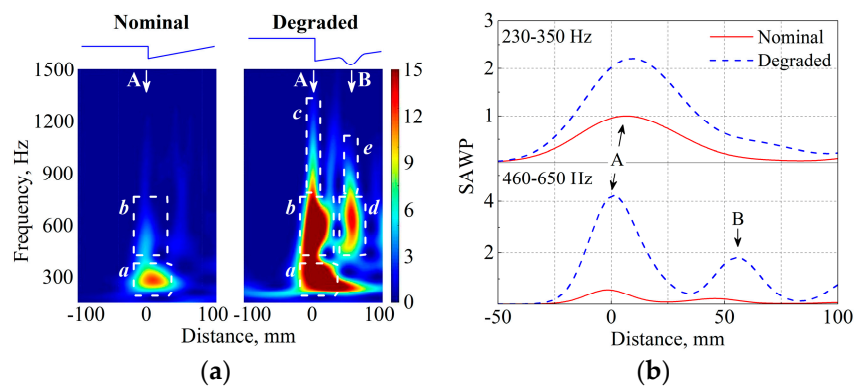 Nominal
Degraded
A
A
B
Frequency, Hz
1500
1200
900
600
300
b
a
c
e
b
d
a
15
12
9
6
3
0
-100
0
100
-100
0
100
Distance, mm
(a)
SAWP
3
2
1
4
2
230-350 Hz
Nominal
Degraded
A
460-650 Hz
B
-50
0
50
100
Distance, mm
(b)